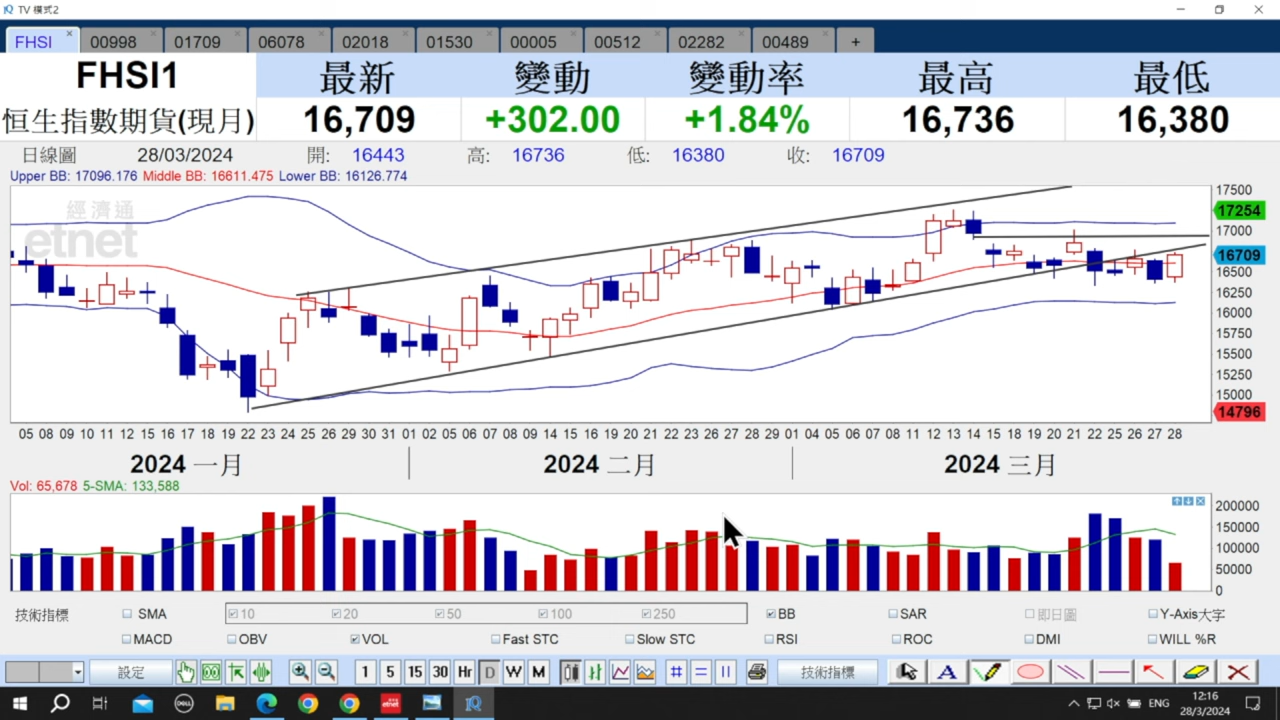 TV 模式2
FHSI 00998 01709 06078 02018 01530 00005 00512 02282 00489 +
FHSI1 最新 變動 變動率 最高 最低
恒生指數期貨(現月) 16,709 +302.00 +1.84% 16,736 16,380
日線圖 28/03/2024 開: 16443 高: 16736 低: 16380 收: 16709
Upper BB: 17096.176 Middle BB: 16611.475 Lower BB: 16126.774
經濟通
etnet
17500
17254
17000
16709
16500
16250
16000
15750
15500
15250
15000
14796
05 08 09 10 11 12 15 16 17 18 19 22 23 24 25 26 29 30 31 01 02 05 06 07 08 09 14 15 16 19 20 21 22 23 26 27 28 29 01 04 05 06 07 08 11 12 13 14 15 18 19 20 21 22 25 26 27 28
2024 一月 2024 二月 2024 三月
Vol: 65,678 5-SMA: 133,588
200000
150000
100000
50000
0
技術指標 SMA 10 20 50 100 250 BB SAR 即日圖 Y-Axis大字
MACD OBV VOL Fast STC Slow STC RSI ROC DMI WILL %R
設定 1 5 15 30 Hr D W M 技術指標 A
DELL etnet ENG 12:16
28/3/2024